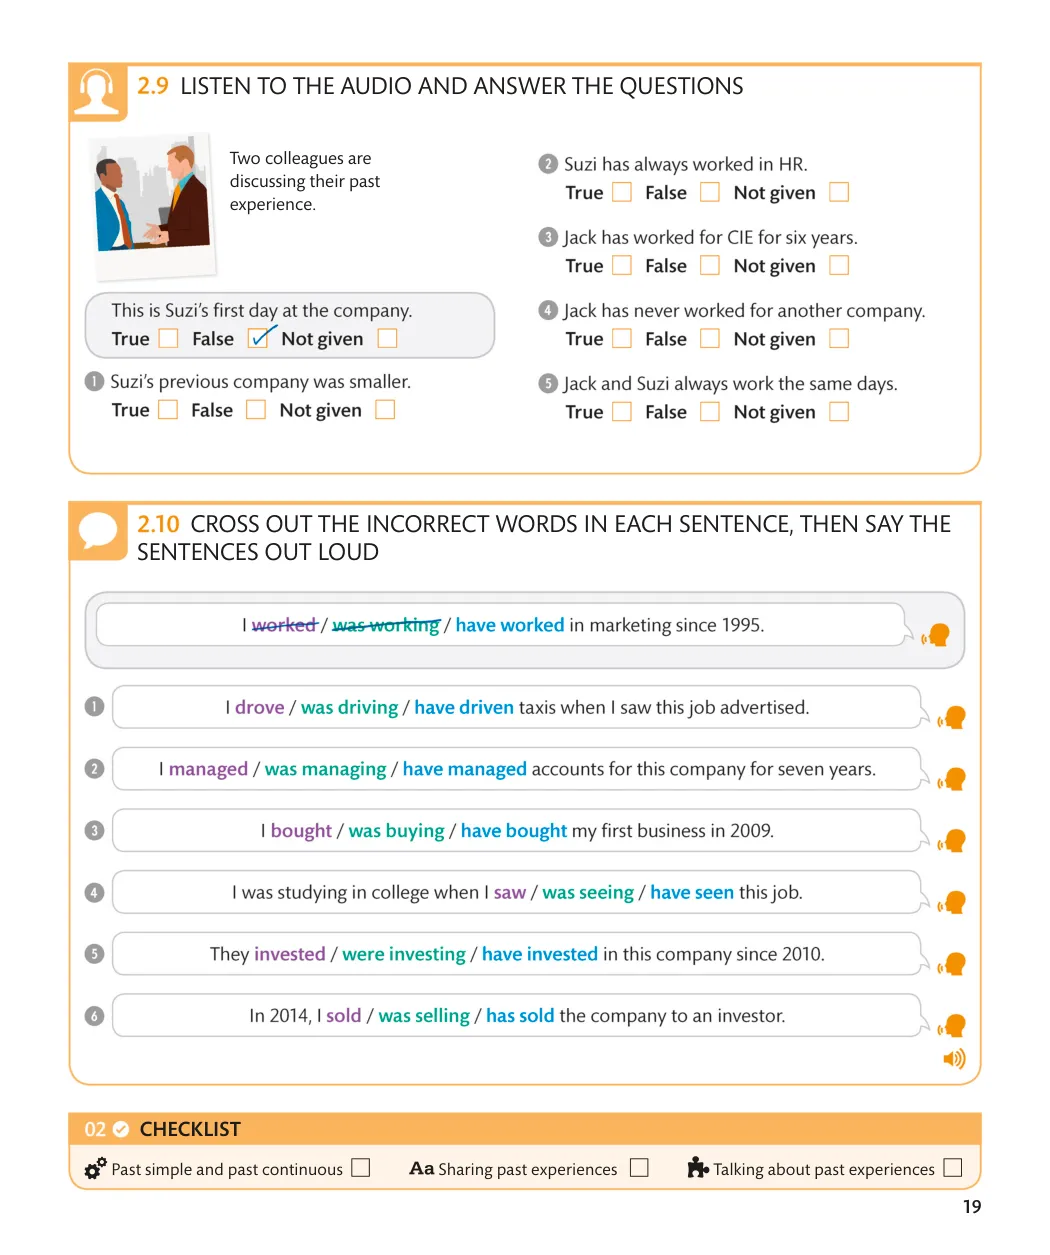 2.9 LISTEN TO THE AUDIO AND ANSWER THE QUESTIONS
Two colleagues are
discussing their past
experience.
This is Suzi's first day at the company.
True False Not given
1 Suzi's previous company was smaller.
True False Not given
2 Suzi has always worked in HR.
True False Not given
3 Jack has worked for CIE for six years.
True False Not given
4 Jack has never worked for another company.
True False Not given
5 Jack and Suzi always work the same days.
True False Not given
2.10 CROSS OUT THE INCORRECT WORDS IN EACH SENTENCE, THEN SAY THE
SENTENCES OUT LOUD
I worked / was working / have worked in marketing since 1995.
1 I drove / was driving / have driven taxis when I saw this job advertised.
2 I managed / was managing / have managed accounts for this company for seven years.
3 I bought / was buying / have bought my first business in 2009.
4 I was studying in college when I saw / was seeing / have seen this job.
5 They invested / were investing / have invested in this company since 2010.
6 In 2014, I sold / was selling / has sold the company to an investor.
02 CHECKLIST
Past simple and past continuous Aa Sharing past experiences Talking about past experiences
19